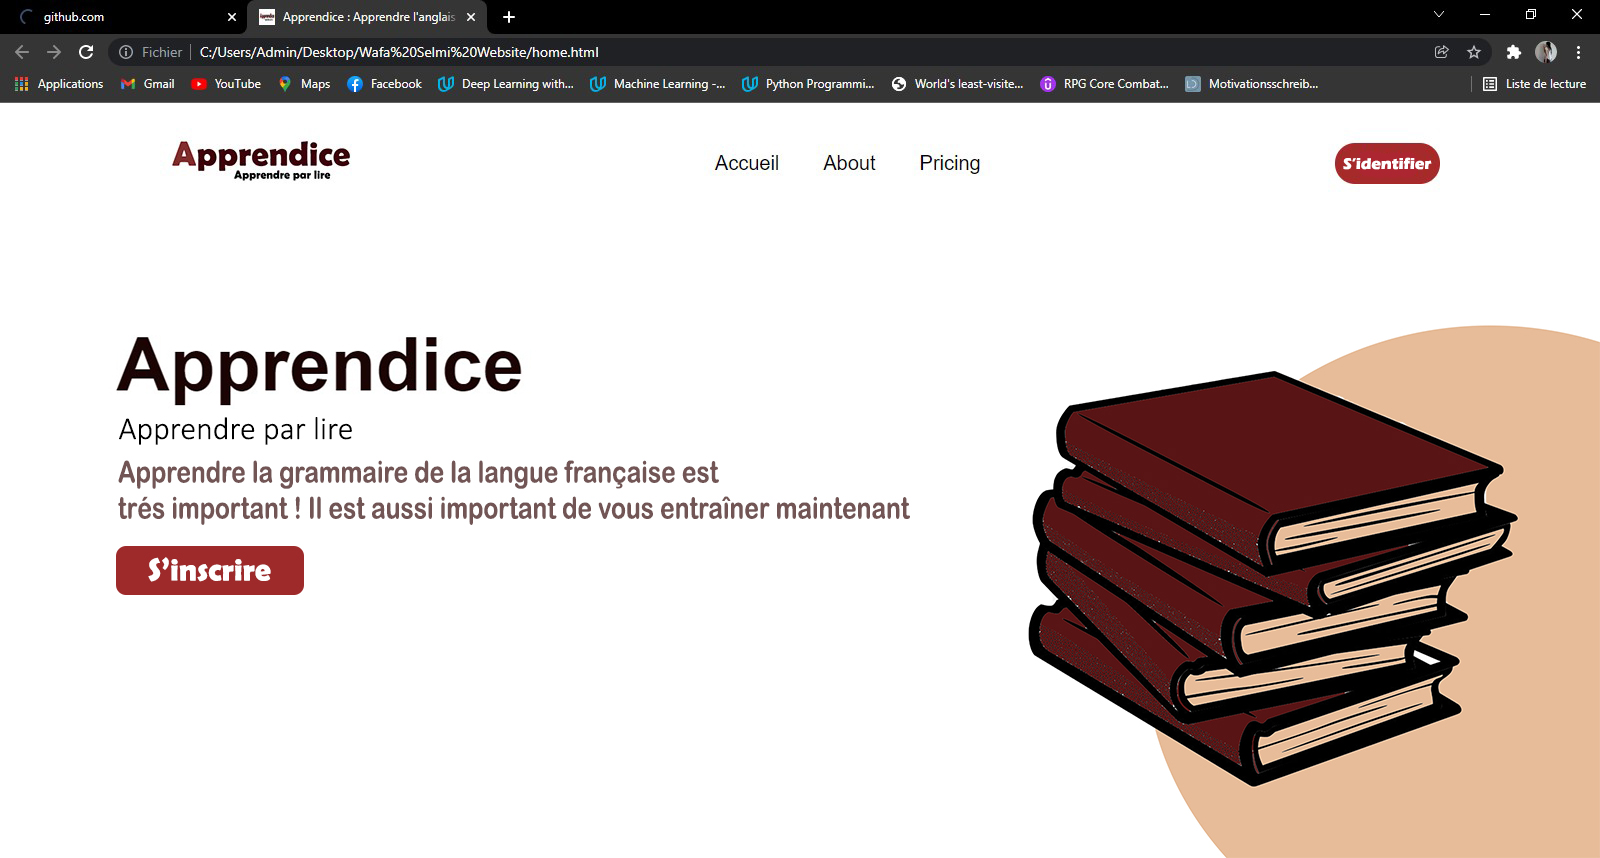 github.com
Apprendice : Apprendre l'anglais
Fichier
C:/Users/Admin/Desktop/Wafa%20Selmi%20Website/home.html
Applications
Gmail
YouTube
Maps
Facebook
Deep Learning with...
Machine Learning -...
Python Programmi...
World's least-visite...
RPG Core Combat...
Motivationsschreib...
Liste de lecture
Apprendice
Apprendre par lire
Accueil
About
Pricing
S'identifier
Apprendice
Apprendre par lire
Apprendre la grammaire de la langue française est
trés important ! Il est aussi important de vous entraîner maintenant
S'inscrire